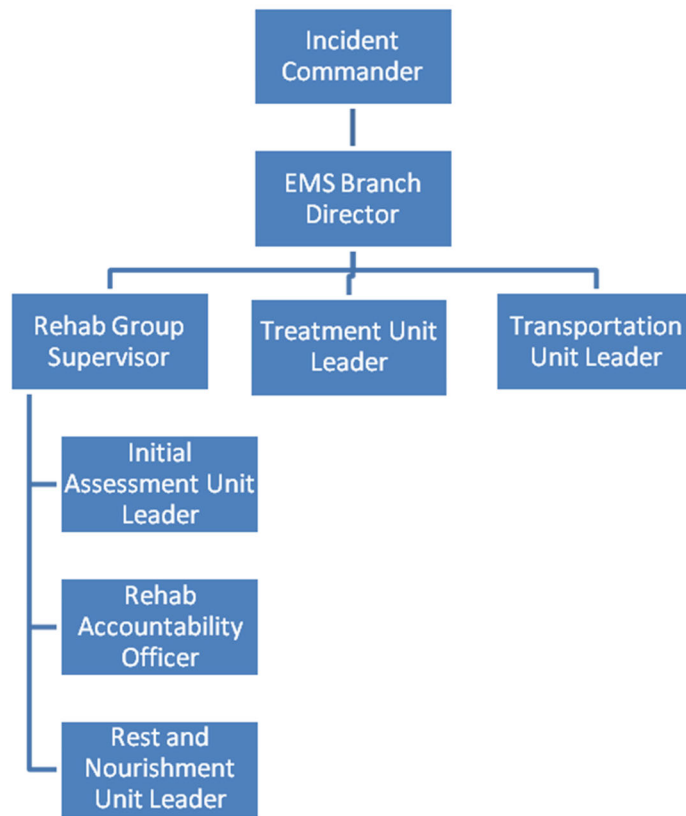 Incident
Commander
EMS Branch
Director
Rehab Group
Supervisor
Treatment Unit
Leader
Transportation
Unit Leader
Initial
Assessment Unit
Leader
Rehab
Accountability
Officer
Rest and
Nourishment
Unit Leader